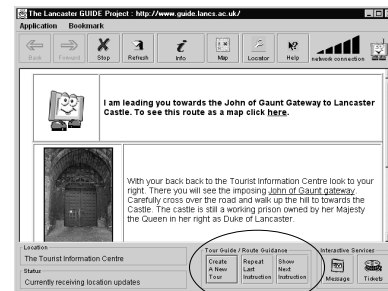 The Lancaster GUIDE Project : http://www.guide.lancs.ac.uk/
Application Bookmark
Back Forward Stop Refresh Info Map Locator Help network connection
I am leading you towards the John of Gaunt Gateway to Lancaster
Castle. To see this route as a map click here.
With your back back to the Tourist Information Centre look to your
right. There you will see the imposing John of Gaunt gateway.
Carefully cross over the road and walk up the hill to towards the
Castle. The castle is still a working prison owned by her Majesty
the Queen in her right as Duke of Lancaster.
Location
The Tourist Information Centre
Status
Currently receiving location updates
Tour Guide / Route Guidance
Create
A New
Tour
Repeat
Last
Instruction
Show
Next
Instruction
Interactive Services
Message Tickets